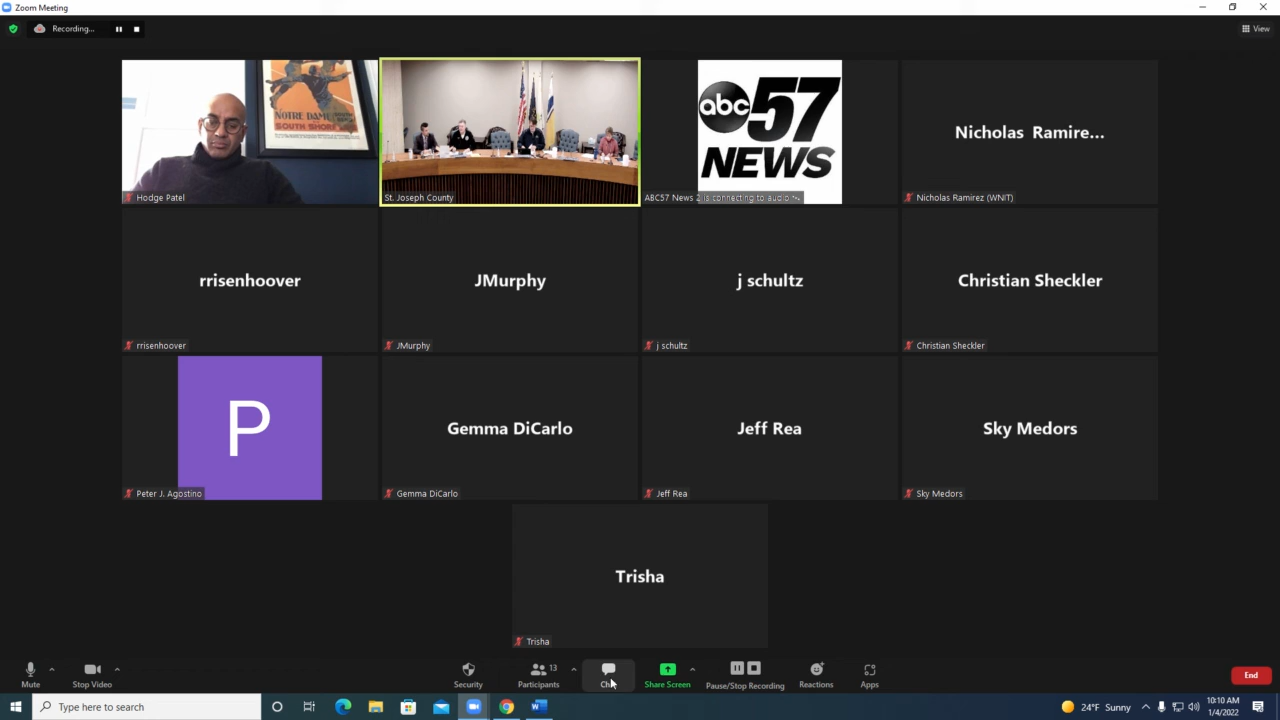 Zoom Meeting
Recording...
View
NOTRE DAME
SOUTH SHORE
Hodge Patel
St. Joseph County
abc 57
NEWS
ABC57 News 2 is connecting to audio
Nicholas Ramire...
Nicholas Ramirez (WNIT)
rrisenhoover
rrisenhoover
JMurphy
JMurphy
j schultz
j schultz
Christian Sheckler
Christian Sheckler
P
Peter J. Agostino
Gemma DiCarlo
Gemma DiCarlo
Jeff Rea
Jeff Rea
Sky Medors
Sky Medors
Trisha
Trisha
Mute
Stop Video
Security
Participants
13
Share Screen
Pause/Stop Recording
Reactions
Apps
End
Type here to search
24°F Sunny
10:10 AM
1/4/2022